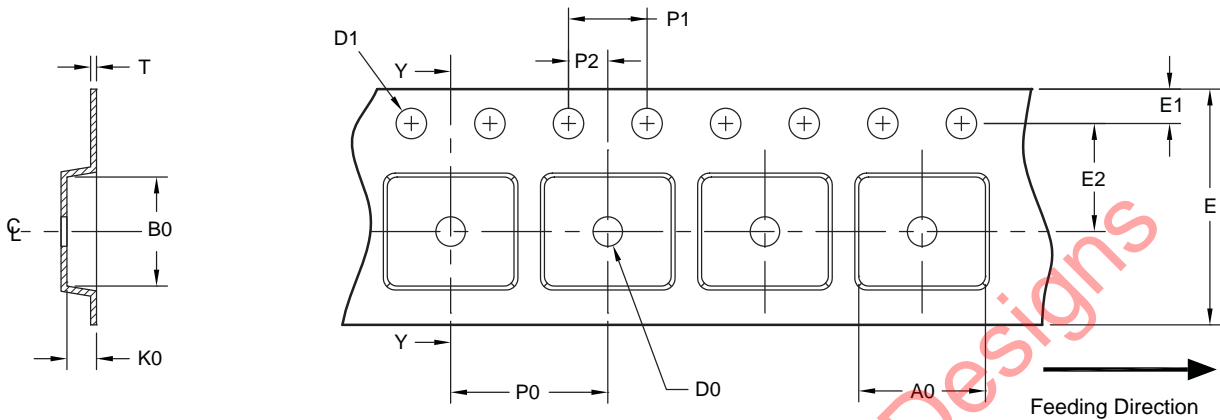 P1
D1
P2
T
Y
E1
E2
E
B0
℄
Y
K0
P0
D0
A0
Designs
Feeding Direction